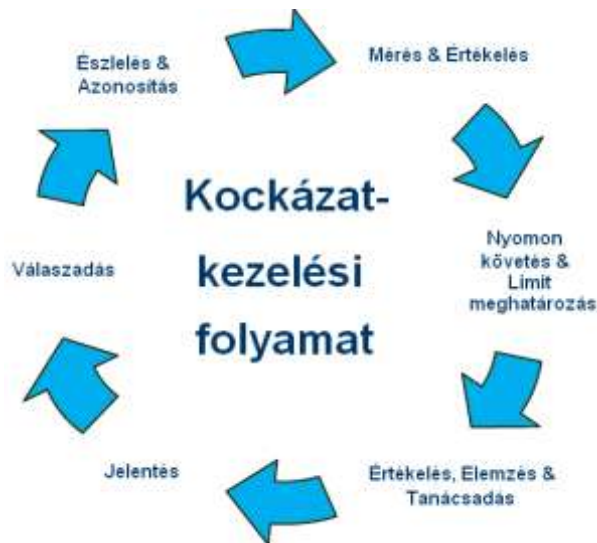 Észlelés &
Azonosítás
Mérés & Értékelés
Nyomon
követés &
Limit
meghatározás
Értékelés, Elemzés &
Tanácsadás
Jelentés
Válaszadás
Kockázat-
kezelési
folyamat